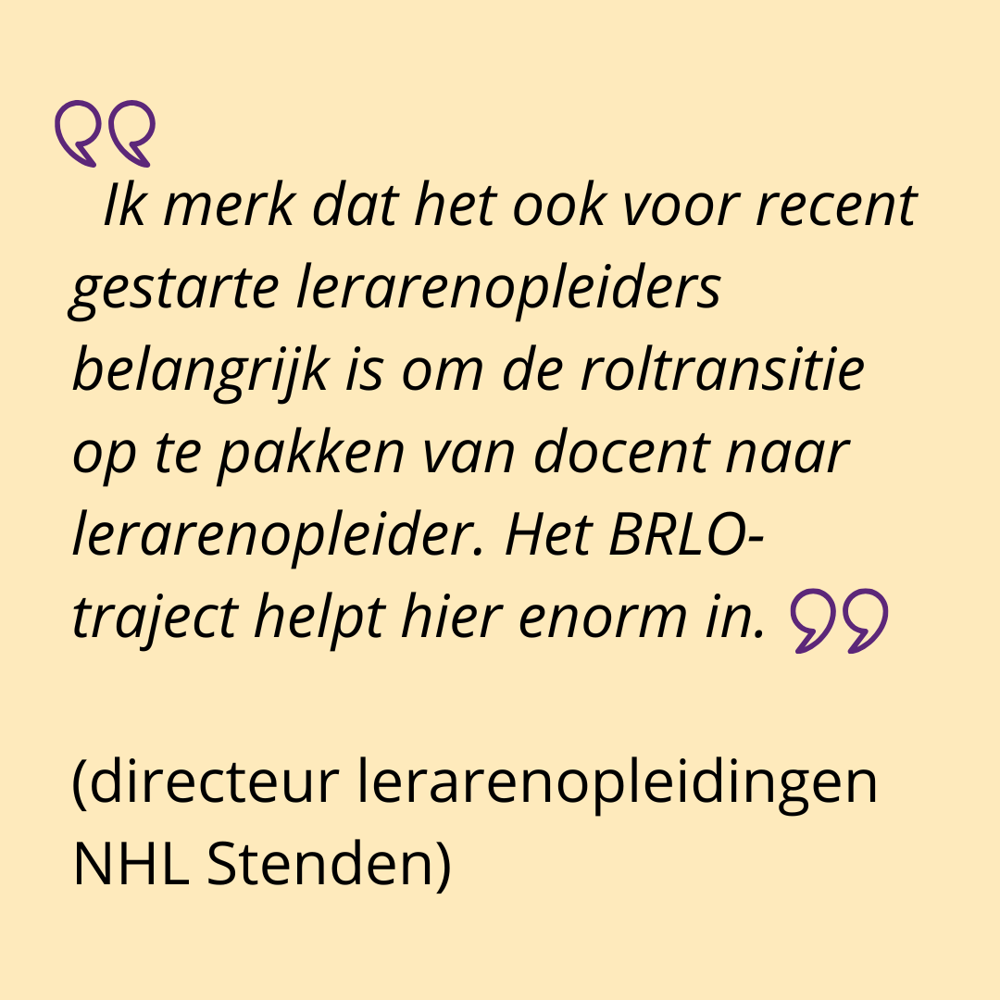 Ik merk dat het ook voor recent
gestarte lerarenopleiders
belangrijk is om de roltransitie
op te pakken van docent naar
lerarenopleider. Het BRLO-
traject helpt hier enorm in.
(directeur lerarenopleidingen
NHL Stenden)